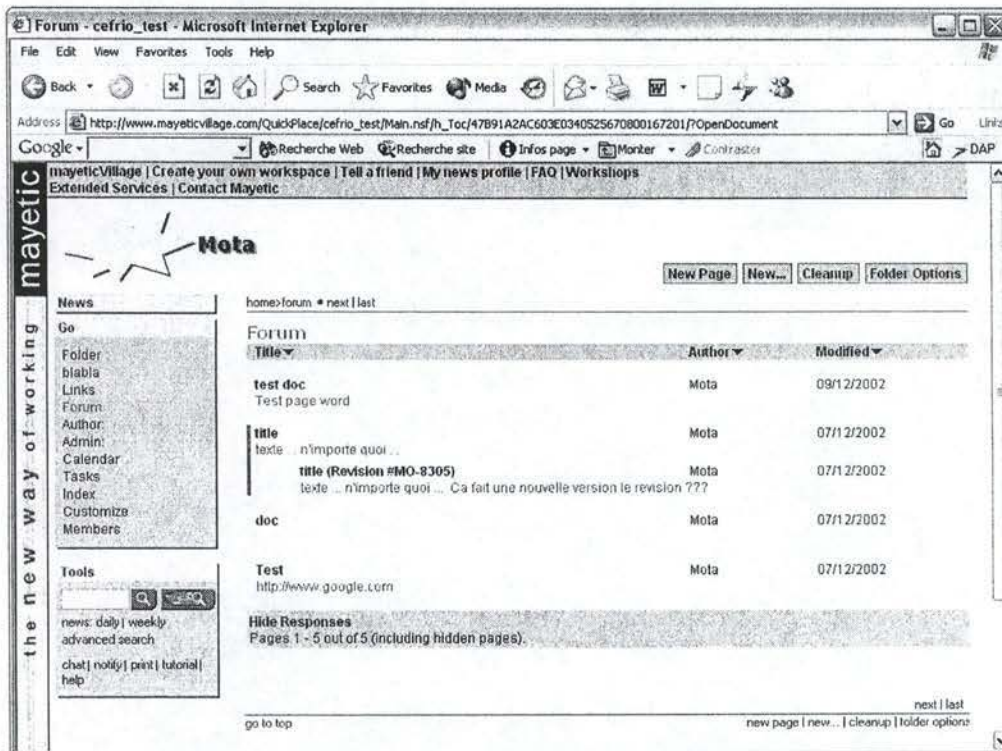 Forum - cefrio_test - Microsoft Internet Explorer
File Edit View Favorites Tools Help
Back Search Favorites Media
Address http://www.mayeticvillage.com/QuickPlace/cefrio_test/Main.nsf/h_Toc/47B91A2AC603E0340525670800167201/?OpenDocument Go Links
Google Recherche Web Recherche site Infos page Monter Contraster DAP
mayeticVillage | Create your own workspace | Tell a friend | My news profile | FAQ | Workshops
Extended Services | Contact Mayetic
mayetic
the new way of working
Mota
New Page New... Cleanup Folder Options
News
home>forum • next | last
Go
Folder
blabla
Links
Forum
Author:
Admin:
Calendar
Tasks
Index
Customize
Members
Forum
Title Author Modified
test doc Mota 09/12/2002
Test page word
title Mota 07/12/2002
texte ... n'importe quoi ...
title (Revision #MO-8305) Mota 07/12/2002
texte ... n'importe quoi ... Ca fait une nouvelle version le revision ???
doc Mota 07/12/2002
Test Mota 07/12/2002
http://www.google.com
Hide Responses
Pages 1 - 5 out of 5 (including hidden pages).
Tools
news: daily | weekly
advanced search
chat | notify | print | tutorial |
help
next | last
go to top new page | new... | cleanup | folder options